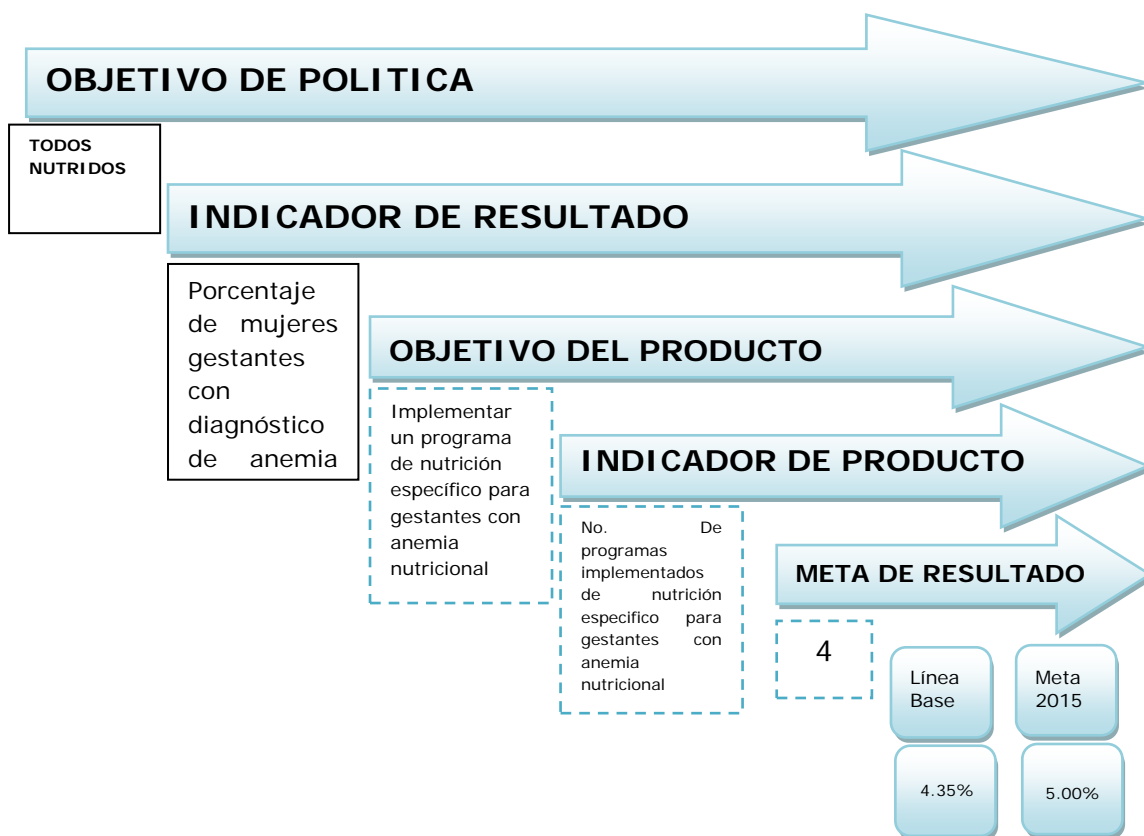 OBJETIVO DE POLITICA
TODOS
NUTRIDOS
INDICADOR DE RESULTADO
Porcentaje
de mujeres
gestantes
con
diagnóstico
de anemia
OBJETIVO DEL PRODUCTO
Implementar
un programa
de nutrición
específico para
gestantes con
anemia
nutricional
INDICADOR DE PRODUCTO
No. De
programas
implementados
de nutrición
especifico para
gestantes con
anemia
nutricional
META DE RESULTADO
4
Línea
Base
Meta
2015
4.35%
5.00%